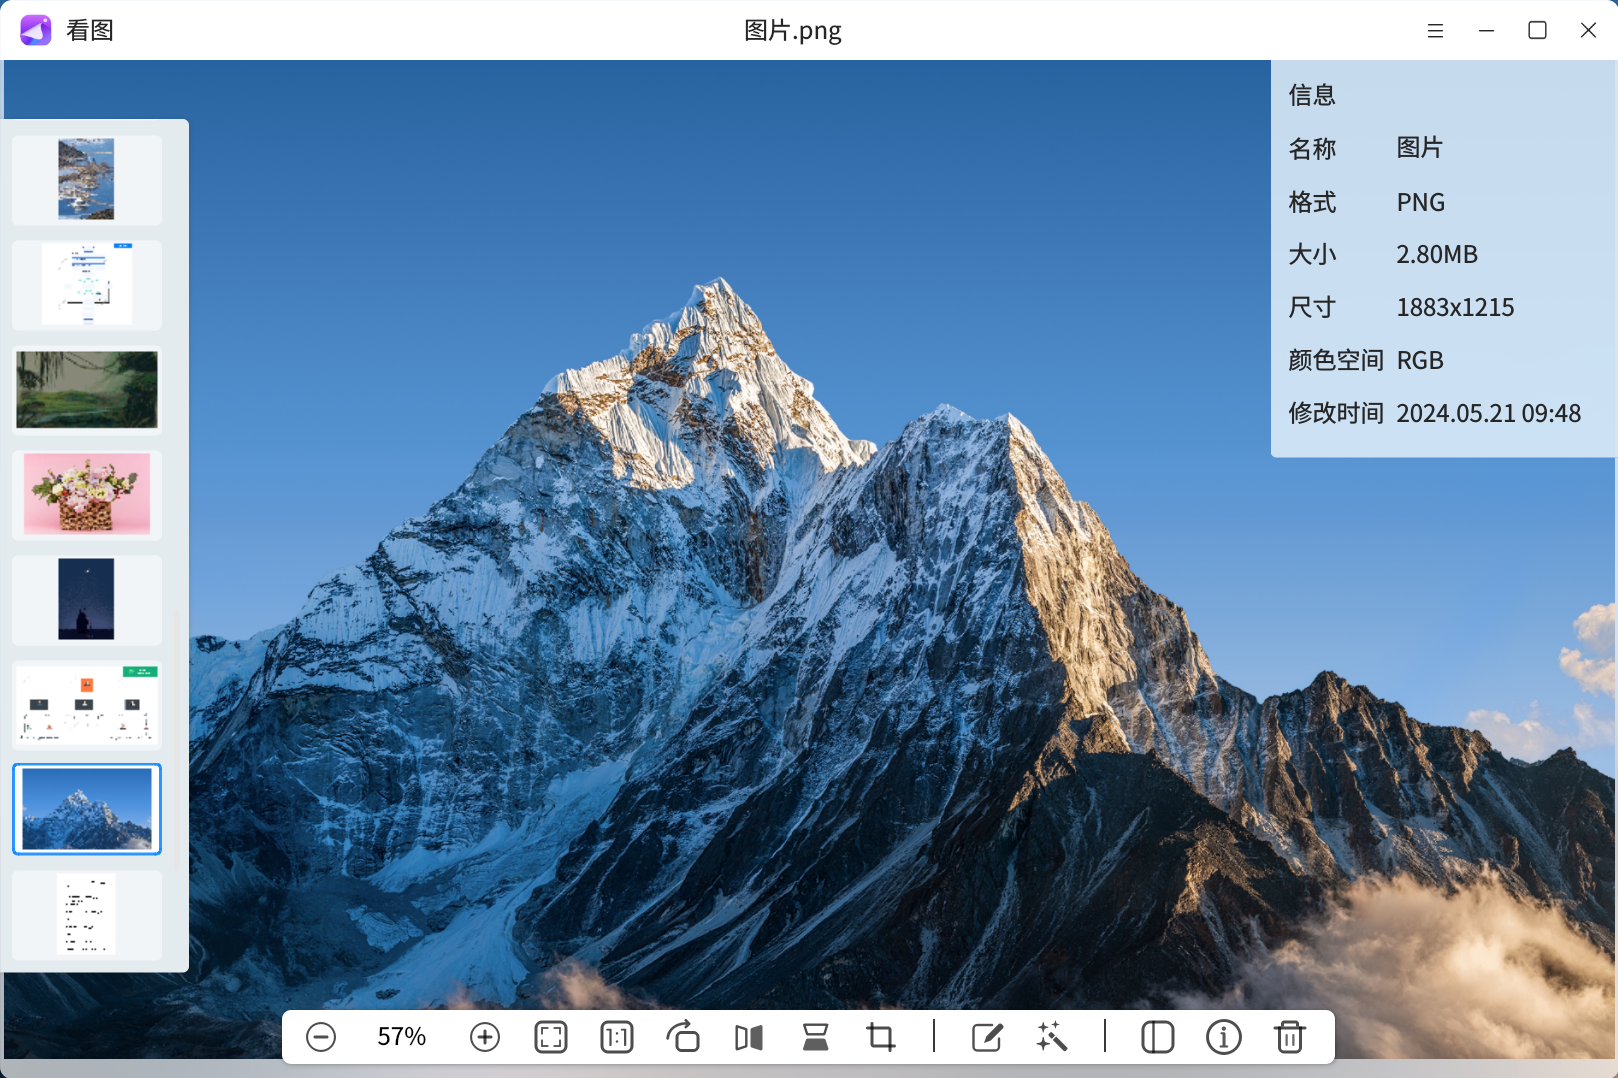 看图
图片.png
信息
名称 图片
格式 PNG
大小 2.80MB
尺寸 1883x1215
颜色空间 RGB
修改时间 2024.05.21 09:48
57%
1:1